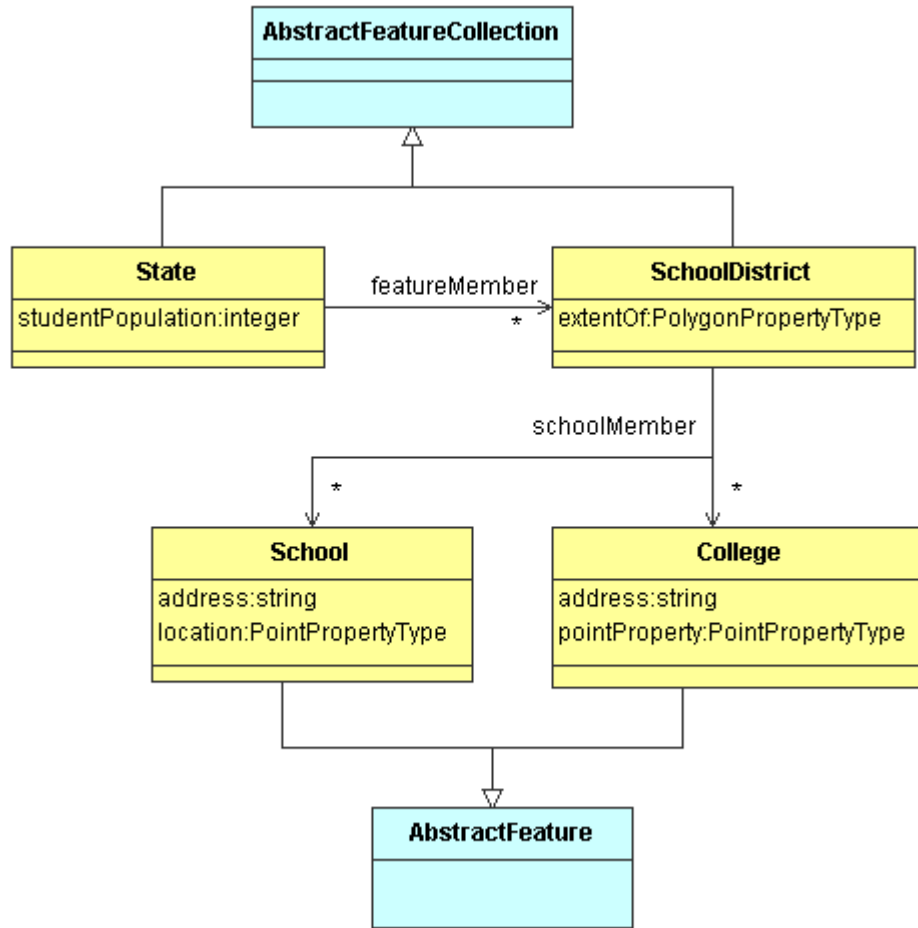 AbstractFeatureCollection
State
studentPopulation:integer
featureMember
*
SchoolDistrict
extentOf:PolygonPropertyType
schoolMember
*
*
School
address:string
location:PointPropertyType
College
address:string
pointProperty:PointPropertyType
AbstractFeature